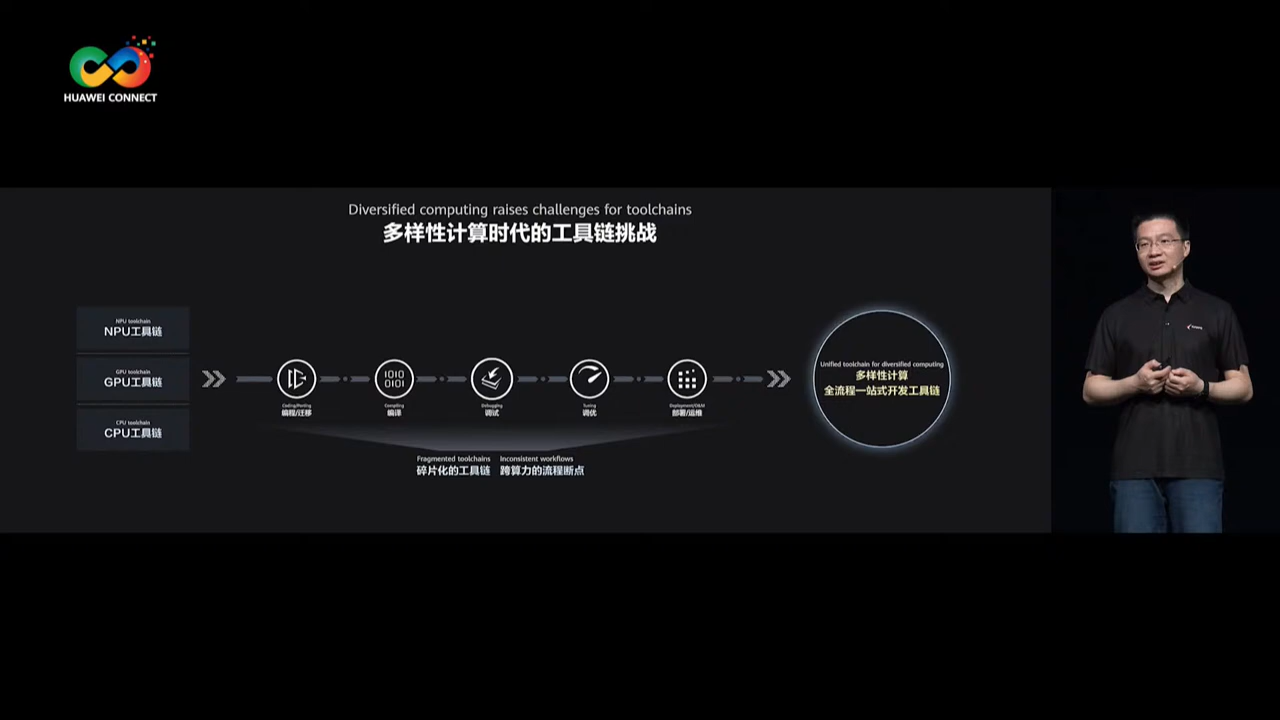 HUAWEI CONNECT
Diversified computing raises challenges for toolchains
多样性计算时代的工具链挑战
NPU toolchain
NPU工具链
GPU toolchain
GPU工具链
CPU toolchain
CPU工具链
1010
0101
Coding/Porting
编程/迁移
Compiling
编译
Debugging
调试
Tuning
调优
Deployment/O&M
部署/运维
Fragmented toolchains
碎片化的工具链
Inconsistent workflows
跨算力的流程断点
Unified toolchain for diversified computing
多样性计算
全流程一站式开发工具链